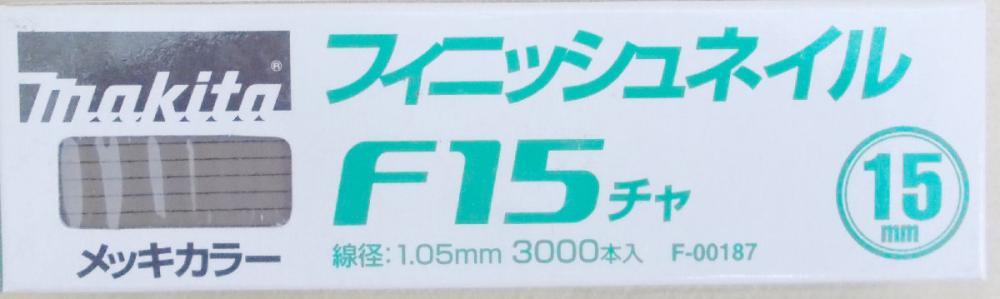 makita®
フィニッシュネイル
F15チャ
15
mm
メッキカラー
線径:1.05mm 3000本入 F-00187